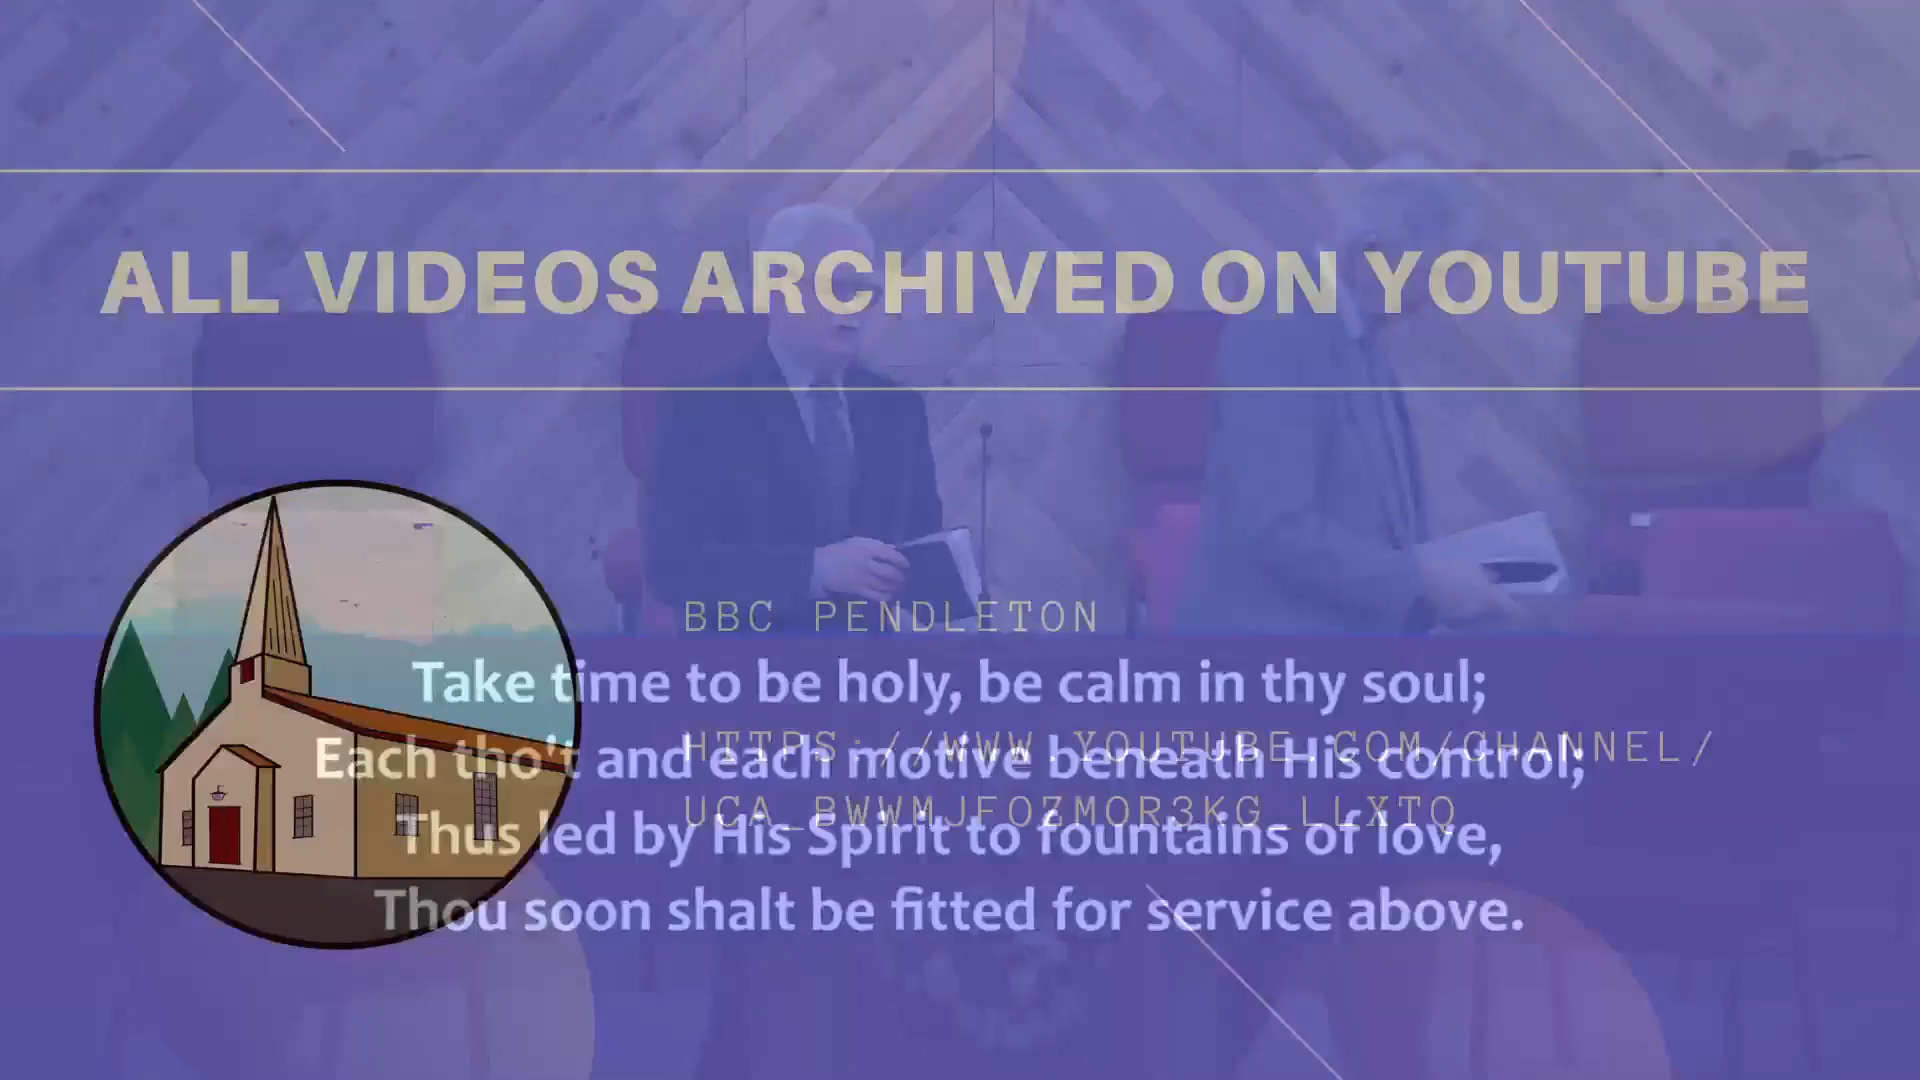 ALL VIDEOS ARCHIVED ON YOUTUBE
BBC PENDLETON
Take time to be holy, be calm in thy soul;
HTTPS://WWW.YOUTUBE.COM/CHANNEL/
Each tho't and each motive beneath His control;
UCA_BWWMJFOZMOR3KG_LLXTQ
Thus led by His Spirit to fountains of love,
Thou soon shalt be fitted for service above.